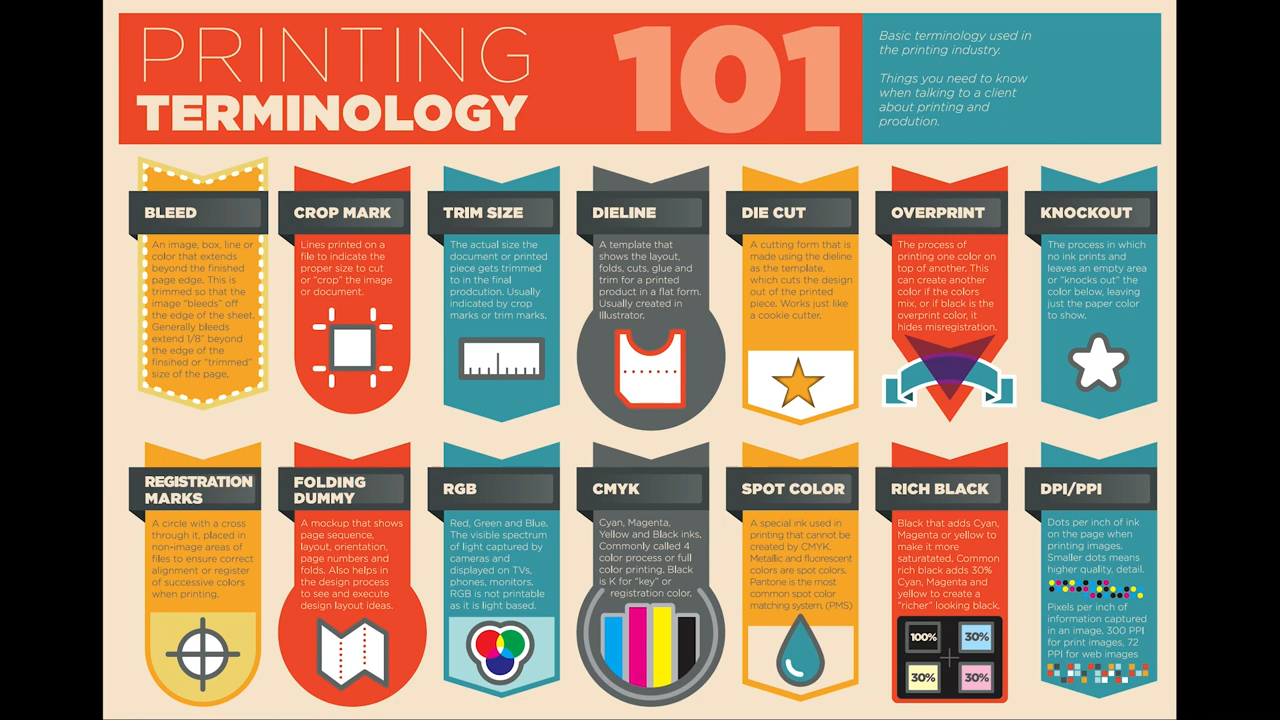 PRINTING
TERMINOLOGY
101
Basic terminology used in
the printing industry.
Things you need to know
when talking to a client
about printing and
prodution.
BLEED
An image, box, line or
color that extends
beyond the finished
page edge. This is
trimmed so that the
image “bleeds” off
the edge of the sheet.
Generally bleeds
extend 1/8” beyond
the edge of the
finsihed or “trimmed”
size of the page.
CROP MARK
Lines printed on a
file to indicate the
proper size to cut
or “crop” the image
or document.
TRIM SIZE
The actual size the
document or printed
piece gets trimmed
to in the final
prodcution. Usually
indicated by crop
marks or trim marks.
DIELINE
A template that
shows the layout,
folds, cuts, glue and
trim for a printed
product in a flat form.
Usually created in
Illustrator.
DIE CUT
A cutting form that is
made using the dieline
as the template,
which cuts the design
out of the printed
piece. Works just like
a cookie cutter.
OVERPRINT
The process of
printing one color on
top of another. This
can create another
color if the colors
mix, or if black is the
overprint color, it
hides misregistration.
KNOCKOUT
The process in which
no ink prints and
leaves an empty area
or “knocks out” the
color below, leaving
just the paper color
to show.
REGISTRATION
MARKS
A circle with a cross
through it, placed in
non-image areas of
files to ensure correct
alignment or register
of successive colors
when printing.
FOLDING
DUMMY
A mockup that shows
page sequence,
layout, orientation,
page numbers and
folds. Also helps in
the design process
to see and execute
design layout ideas.
RGB
Red, Green and Blue.
The visible spectrum
of light captured by
cameras and
displayed on TVs,
phones, monitors.
RGB is not printable
as it is light based.
CMYK
Cyan, Magenta,
Yellow and Black inks.
Commonly called 4
color process or full
color printing. Black
is K for “key” or
registration color.
SPOT COLOR
A special ink used in
printing that cannot be
created by CMYK.
Metallic and fluorescent
colors are spot colors.
Pantone is the most
common spot color
matching system. (PMS)
RICH BLACK
Black that adds Cyan,
Magenta or yellow to
make it more
saturatated. Common
rich black adds 30%
Cyan, Magenta and
yellow to create a
“richer” looking black.
100%
30%
30%
30%
DPI/PPI
Dots per inch of ink
on the page when
printing images.
Smaller dots means
higher quality, detail.
Pixels per inch of
information captured
in an image. 300 PPI
for print images, 72
PPI for web images